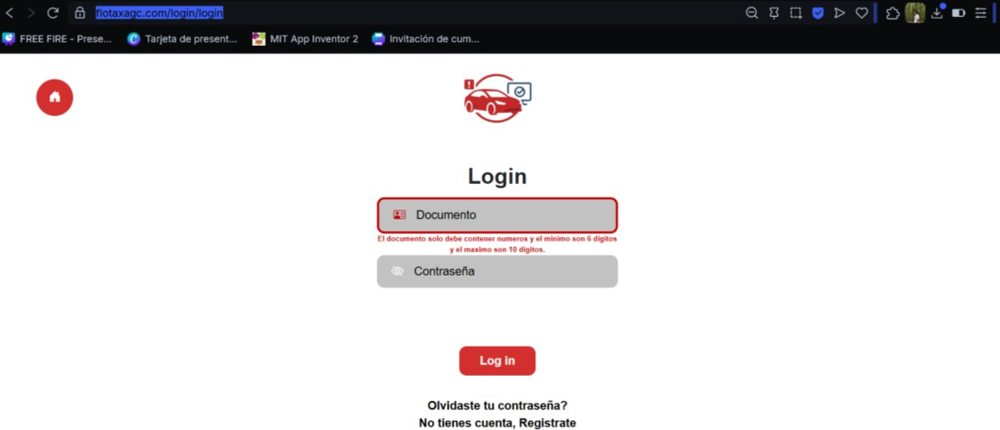 flotaxagc.com/login/login
FREE FIRE - Prese... Tarjeta de present... MIT App Inventor 2 Invitación de cum...
Login
Documento
El documento solo debe contener numeros y el minimo son 6 digitos
y el maximo son 10 digitos.
Contraseña
Log in
Olvidaste tu contraseña?
No tienes cuenta, Registrate